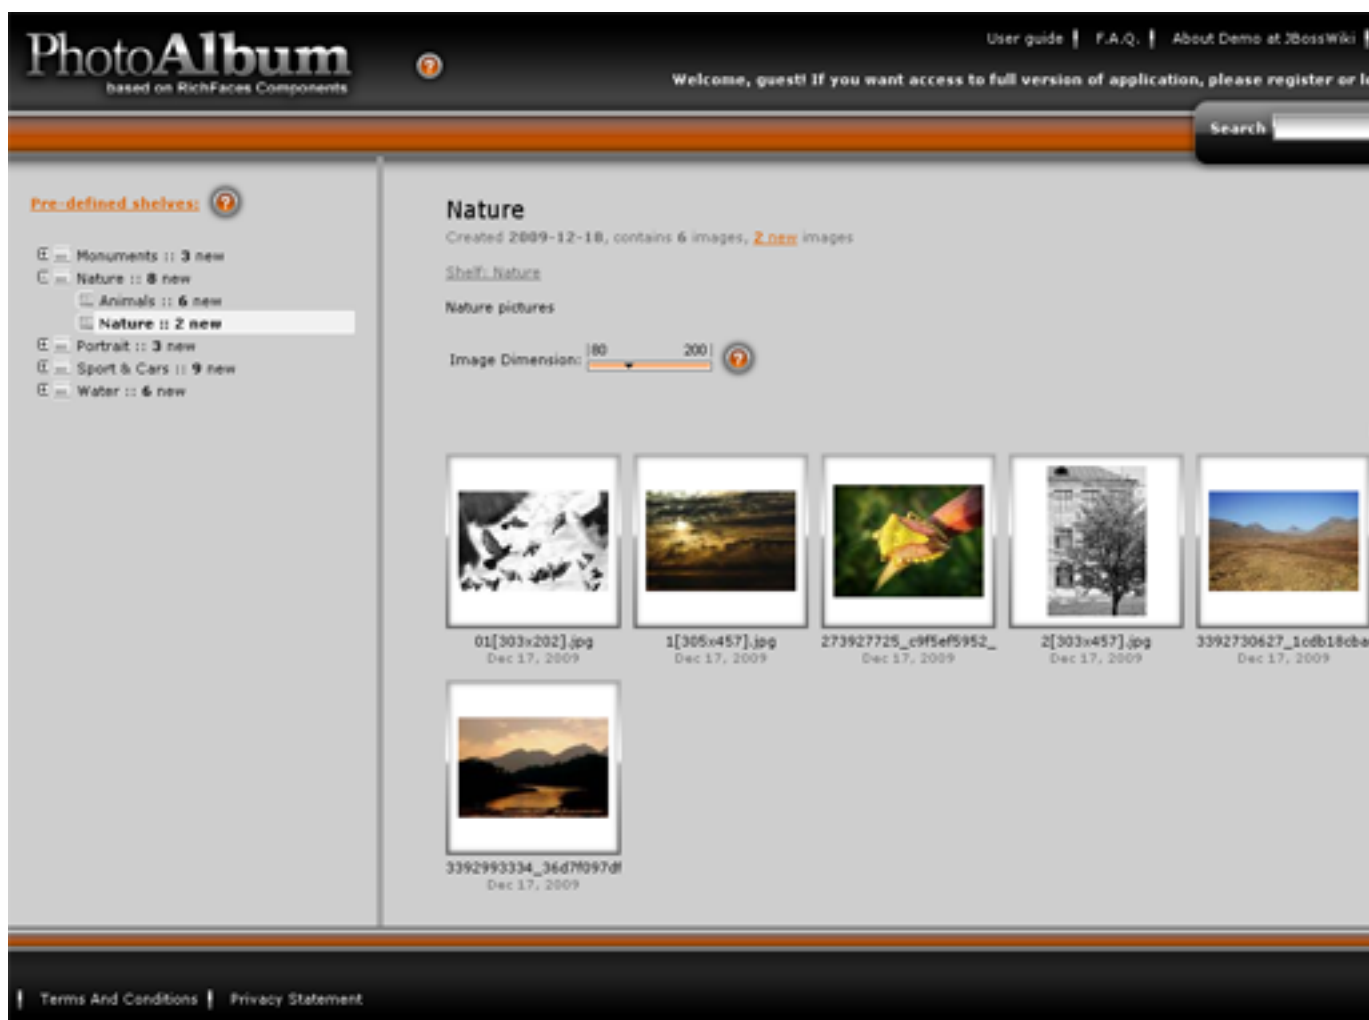 PhotoAlbum
based on RichFaces Components
User guide
F.A.Q.
About Demo at JBossWiki
Welcome, guest! If you want access to full version of application, please register or l
Search
Pre-defined shelves:
Monuments :: 3 new
Nature :: 8 new
Animals :: 6 new
Nature :: 2 new
Portrait :: 3 new
Sport & Cars :: 9 new
Water :: 6 new
Nature
Created 2009-12-18, contains 6 images, 2 new images
Shelf: Nature
Nature pictures
Image Dimension: |80 200|
01[303x202].jpg
Dec 17, 2009
1[305x457].jpg
Dec 17, 2009
273927725_c9f5ef5952_
Dec 17, 2009
2[303x457].jpg
Dec 17, 2009
3392730627_1cdb18cba
Dec 17, 2009
3392993334_36d7f097df
Dec 17, 2009
Terms And Conditions
Privacy Statement